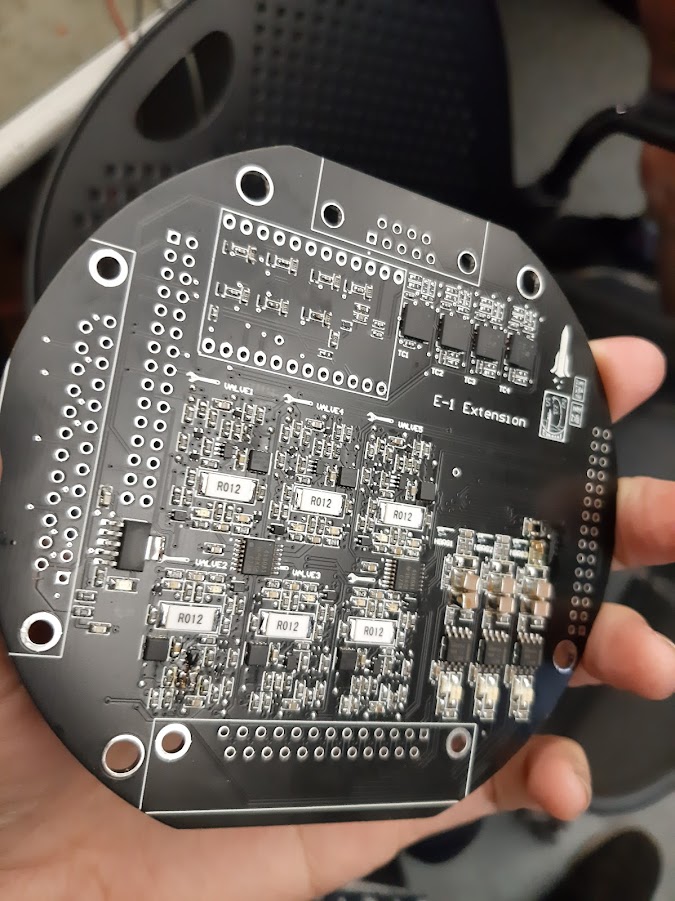 TC1
TC2
TC3
TC4
E-1 Extension
VALVE1
VALVE4
VALVE5
R012
R012
R012
VALVE2
VALVE3
R012
R012
R012